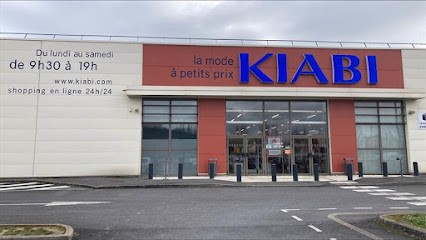 Du lundi au samedi
de 9h30 à 19h
www.kiabi.com
shopping en ligne 24h/24
la mode
à petits prix
KIABI